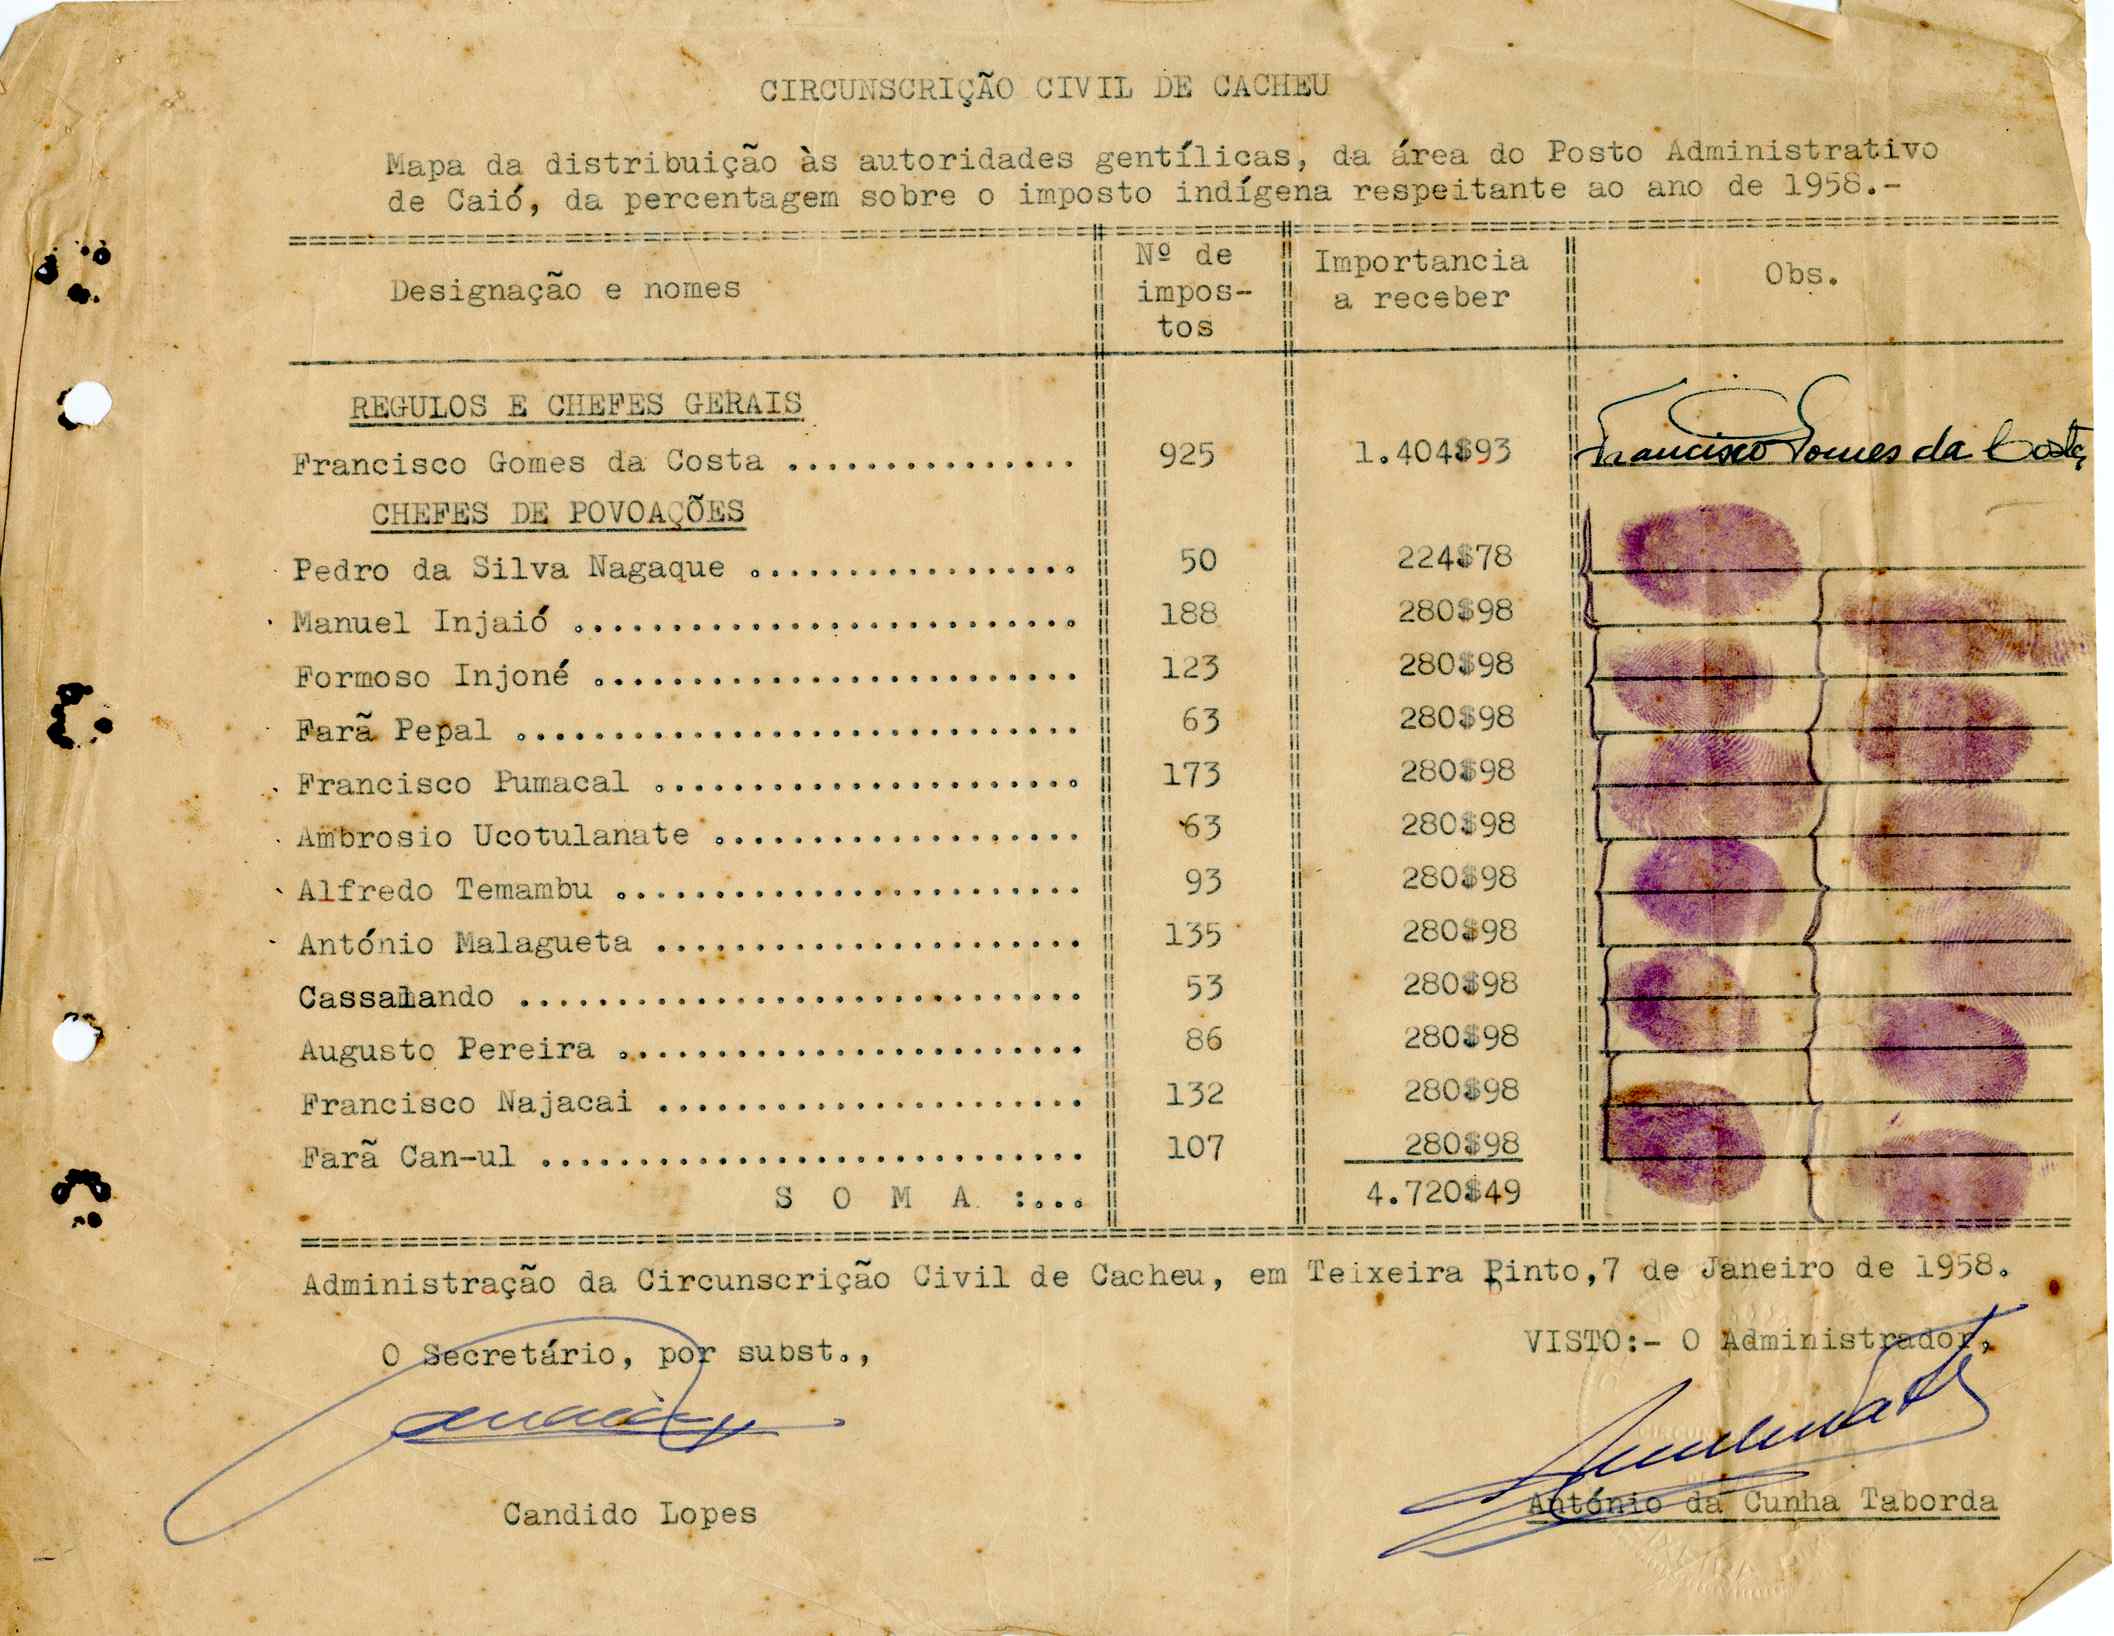 CIRCUNSCRIÇÃO CIVIL DE CACHEU
Mapa da distribuição às autoridades gentílicas, da área do Posto Administrativo
de Caió, da percentagem sobre o imposto indígena respeitante ao ano de 1958.-
Designação e nomes Nº de impos-tos Importancia a receber Obs.
REGULOS E CHEFES GERAIS
Francisco Gomes da Costa ............... 925 1.404$93 Francisco Gomes da Costa
CHEFES DE POVOAÇÕES
Pedro da Silva Nagaque ................. 50 224$78
Manuel Injaió .......................... 188 280$98
Formoso Injoné ......................... 123 280$98
Farã Pepal ............................. 63 280$98
Francisco Pumacal ...................... 173 280$98
Ambrosio Ucotulanate ................... 63 280$98
Alfredo Temambu ........................ 93 280$98
António Malagueta ...................... 135 280$98
Cassalando ............................. 53 280$98
Augusto Pereira ........................ 86 280$98
Francisco Najacai ...................... 132 280$98
Farã Can-ul ............................ 107 280$98
S O M A :... 4.720$49
Administração da Circunscrição Civil de Cacheu, em Teixeira Pinto,7 de Janeiro de 1958.
O Secretário, por subst.,
VISTO:- O Administrador,
Candido Lopes
António da Cunha Taborda